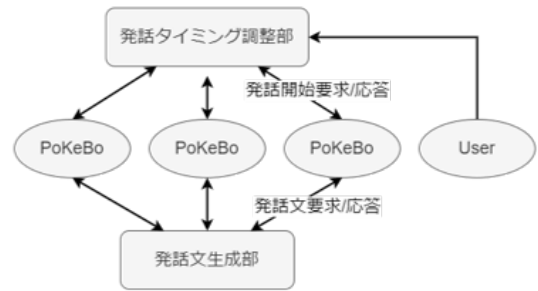 発話タイミング調整部
発話開始要求/応答
PoKeBo
PoKeBo
PoKeBo
User
発話文要求/応答
発話文生成部